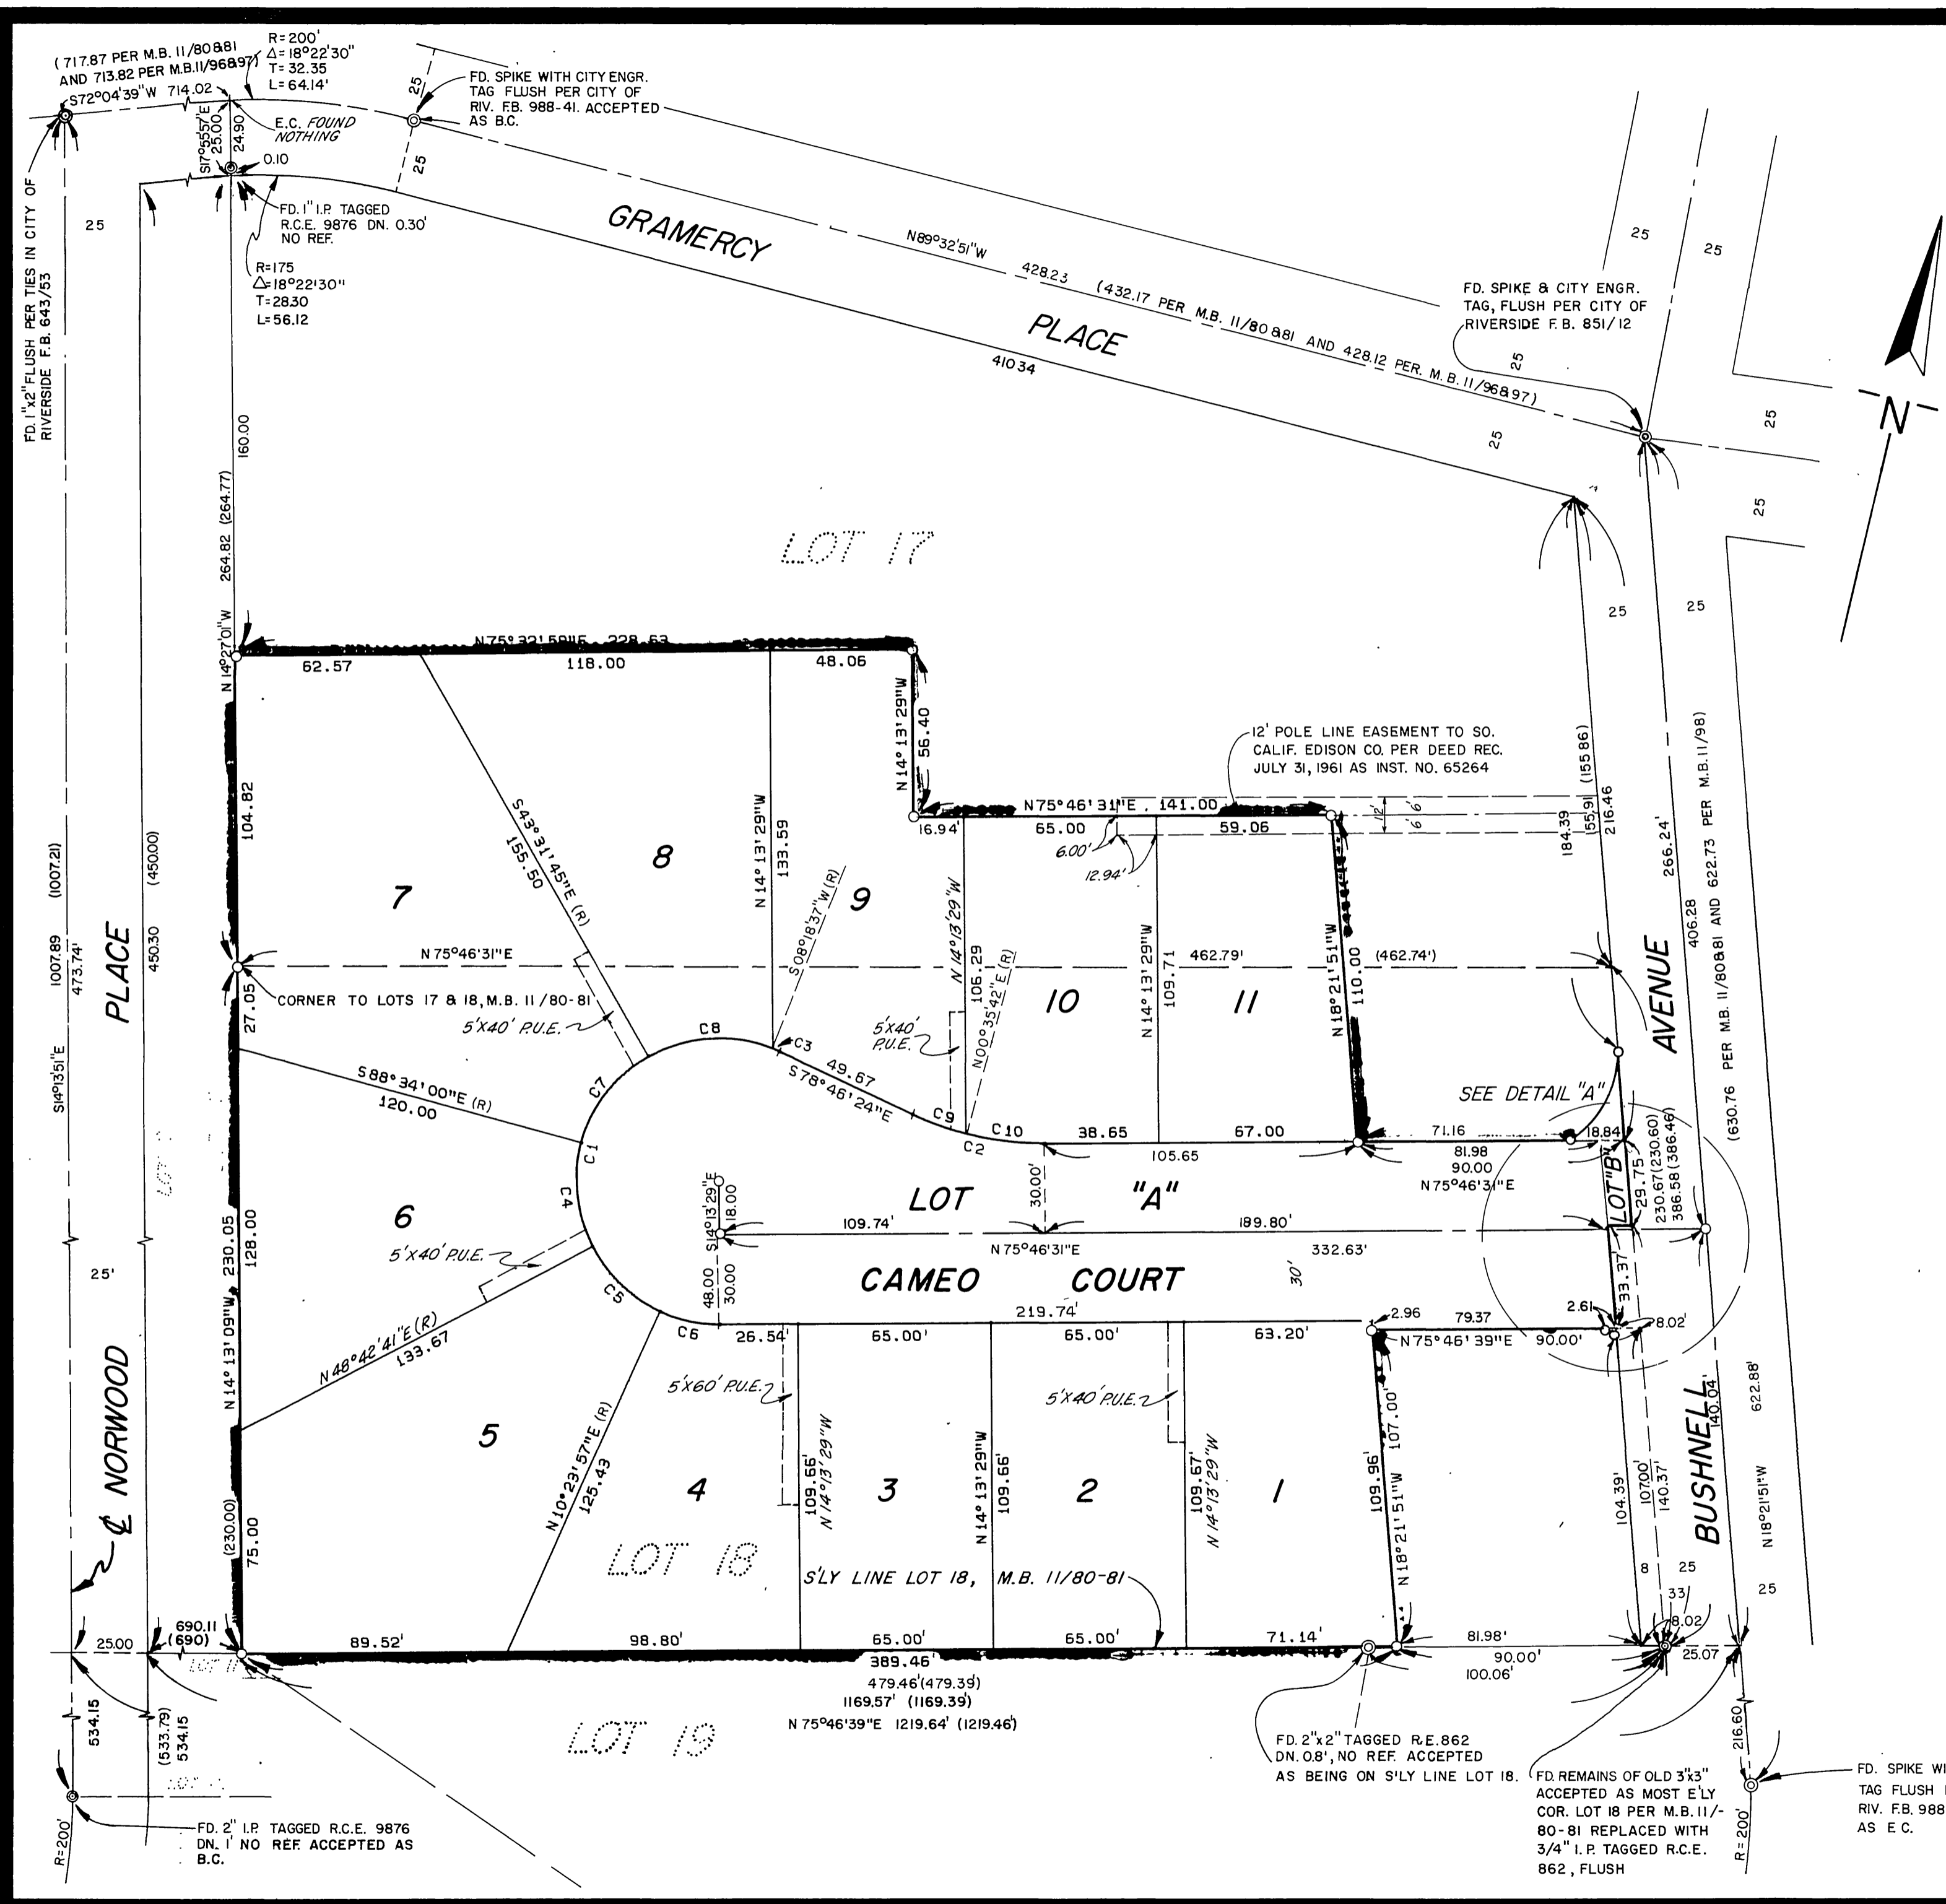 ( 717.87 PER M.B. 11/80&81
AND 713.82 PER M.B.11/96&97)
S72°04'39"W 714.02
R=200'
Δ=18°22'30"
T=32.35
L=64.14'
25
FD. SPIKE WITH CITY ENGR.
TAG FLUSH PER CITY OF
RIV. F.B. 988-41. ACCEPTED
AS B.C.
25
S17°55'57"E
25.00
24.90
E.C. FOUND
NOTHING
0.10
FD. 1" I.P. TAGGED
R.C.E. 9876 DN. 0.30'
NO REF.
R=175
Δ=18°22'30"
T=28.30
L=56.12
FD. 1"x2" FLUSH PER TIES IN CITY OF
RIVERSIDE F.B. 643/53
25
GRAMERCY
PLACE
N89°32'51"W
428.23
(432.17 PER M.B. 11/80&81 AND 428.12 PER. M.B. 11/96&97)
410.34
FD. SPIKE & CITY ENGR.
TAG, FLUSH PER CITY OF
RIVERSIDE F.B. 851/12
25
25
25
25
25
25
25
25
N
160.00
264.82 (264.77)
N14°27'01"W
LOT 17
N75°32'59"E 228.63
62.57
118.00
48.06
N14°13'29"W
56.40
12' POLE LINE EASEMENT TO SO.
CALIF. EDISON CO. PER DEED REC.
JULY 31, 1961 AS INST. NO. 65264
N75°46'31"E 141.00
16.94'
65.00
59.06
6.00'
12.94'
12'
6' 6'
184.39
216.46
266.24'
406.28
(630.76 PER M.B. 11/80&81 AND 622.73 PER M.B.11/98)
104.82
7
8
9
10
11
S43°31'45"E (R)
155.50
N14°13'29"W
133.59
S08°18'37"W (R)
N14°13'29"W
106.29
N00°35'42"E (R)
N14°13'29"W
109.71
N18°21'51"W
110.00
N75°46'31"E
462.79'
(462.74')
CORNER TO LOTS 17 & 18, M.B. 11/80-81
27.05
5'X40' P.U.E.
5'X40'
P.U.E.
1007.89 (1007.21)
473.74'
S14°13'51"E
PLACE
450.30 (450.00)
S88°34'00"E (R)
120.00
C8
C3
C7
C1
C4
C5
C6
C9
C2
C10
49.67
S78°46'24"E
38.65
67.00
105.65
AVENUE
SEE DETAIL "A"
71.16
18.84
81.98
90.00
N75°46'31"E
LOT "B"
29.75
230.67(230.60)
386.58(386.46)
S14°13'29"E
18.00
LOT "A"
30.00'
109.74'
189.80'
N75°46'31"E
332.63'
CAMEO COURT
30'
48.00
30.00
219.74'
6
5'X40' P.U.E.
N14°13'09"W 230.05
128.00
25'
N48°42'41"E (R)
133.67
26.54'
65.00'
65.00'
63.20'
2.96
79.37
2.61
8.02'
33.37
N75°46'39"E
90.00'
5'X60' P.U.E.
5'X40' P.U.E.
5
4
3
2
1
N10°23'57"E (R)
125.43
109.66'
N14°13'29"W
N14°13'29"W
109.66'
109.67'
N14°13'29"W
109.96'
107.00'
N18°21'51"W
104.39'
107.00'
140.37'
BUSHNELL
140.04'
622.88'
N18°21'51"W
℄ NORWOOD
(230.00)
75.00
LOT 18
S'LY LINE LOT 18, M.B. 11/80-81
8
25
33
25
25.00
690.11
(690)
89.52'
98.80'
65.00'
65.00'
71.14'
81.98'
90.00'
100.06'
8.02
25.07
389.46'
479.46'(479.39)
1169.57' (1169.39)
N75°46'39"E 1219.64' (1219.46')
LOT 19
534.15
(533.79)
534.15
R=200'
FD. 2" I.P. TAGGED R.C.E. 9876
DN. 1' NO REF. ACCEPTED AS
B.C.
FD. 2"x2" TAGGED R.E.862
DN. 0.8', NO REF. ACCEPTED
AS BEING ON S'LY LINE LOT 18.
FD. REMAINS OF OLD 3"x3"
ACCEPTED AS MOST E'LY
COR. LOT 18 PER M.B. 11/-
80-81 REPLACED WITH
3/4" I.P. TAGGED R.C.E.
862, FLUSH
216.60
R=200'
FD. SPIKE WI
TAG FLUSH
RIV. F.B. 988
AS E.C.